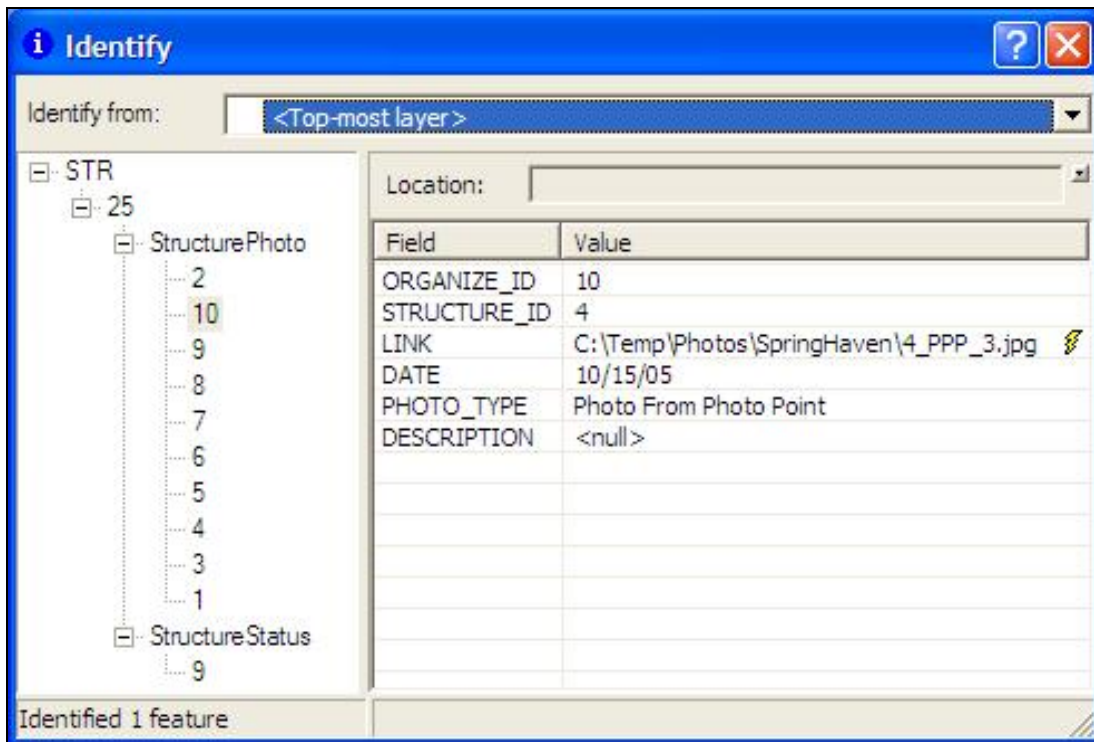 i Identify ?
Identify from: <Top-most layer>
STR
25
StructurePhoto
2
10
9
8
7
6
5
4
3
1
StructureStatus
9
Location:
Field Value
ORGANIZE_ID 10
STRUCTURE_ID 4
LINK C:\Temp\Photos\SpringHaven\4_PPP_3.jpg
DATE 10/15/05
PHOTO_TYPE Photo From Photo Point
DESCRIPTION <null>
Identified 1 feature